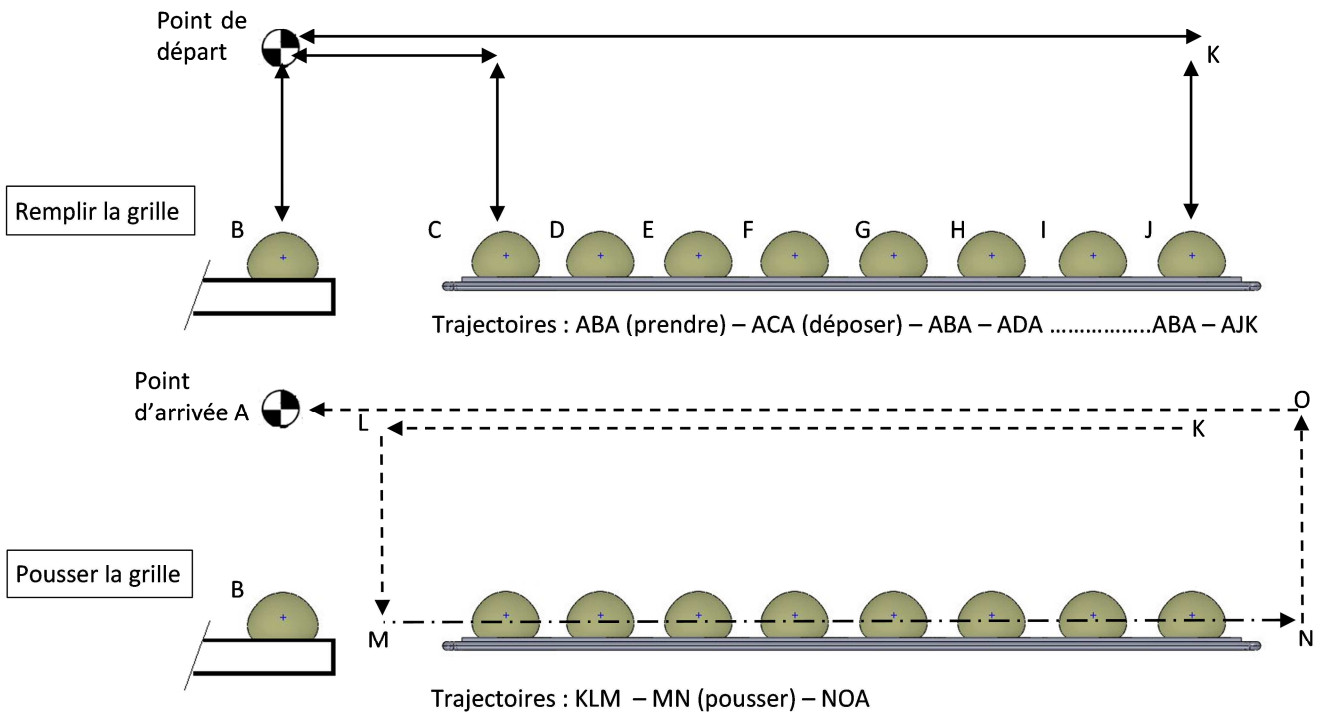 Point de
départ
K
Remplir la grille
B
C
D
E
F
G
H
I
J
Trajectoires : ABA (prendre) – ACA (déposer) – ABA – ADA ……………..ABA – AJK
Point
d’arrivée A
O
L
K
Pousser la grille
B
M
N
Trajectoires : KLM – MN (pousser) – NOA